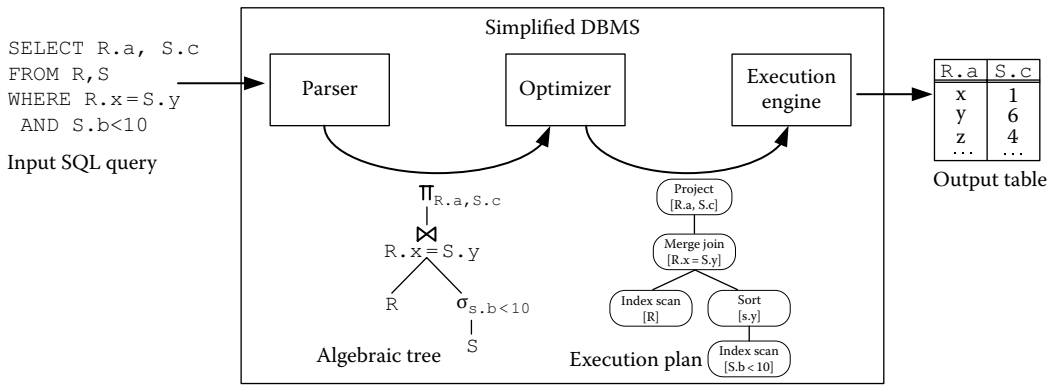 Simplified DBMS
SELECT R.a, S.c
FROM R,S
WHERE R.x=S.y
AND S.b<10
Input SQL query
Parser
Optimizer
Execution
engine
R.a S.c
x 1
y 6
z 4
... ...
Output table
π R.a,S.c
⋈
R.x=S.y
R
σ s.b<10
S
Algebraic tree
Project
[R.a, S.c]
Merge join
[R.x = S.y]
Index scan
[R]
Sort
[s.y]
Index scan
[S.b < 10]
Execution plan